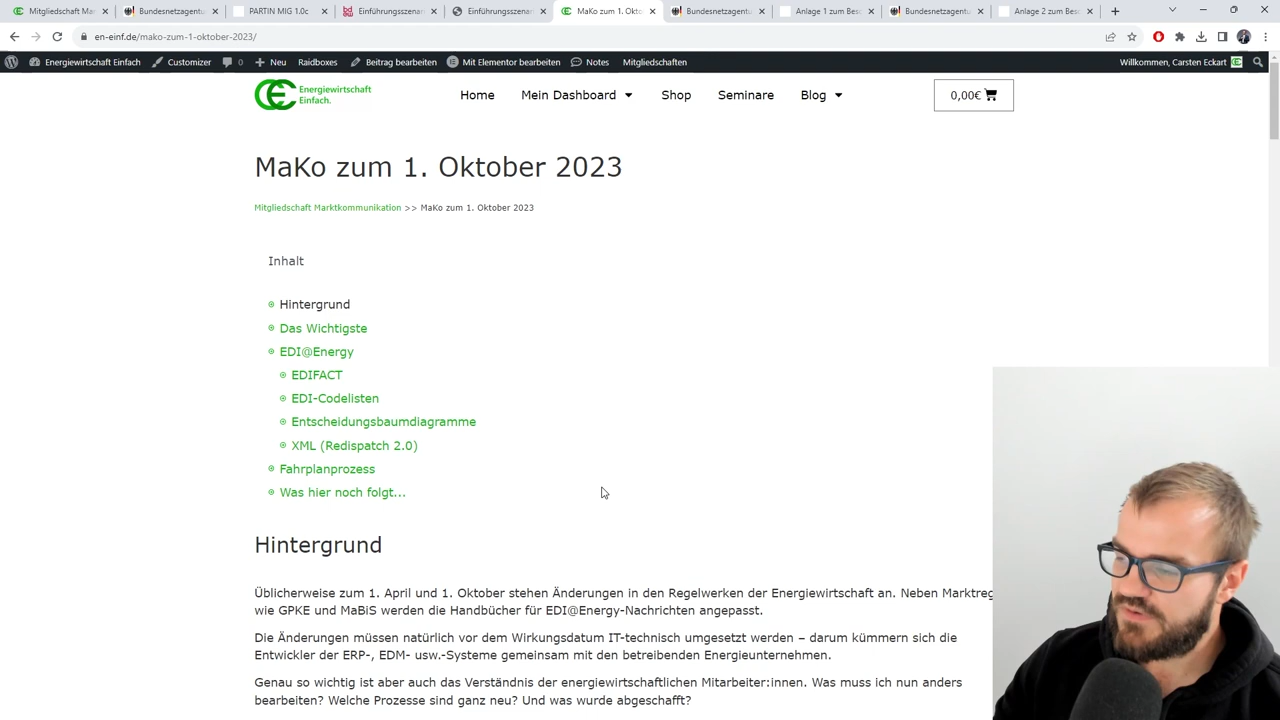 Mitgliedschaft Ma
Bundesnetzagentu
PARTIN MIG 1.0c
Einführungsszenar
Einführungsszenar
MaKo zum 1. Okto
Bundesnetzagentu
Anlage 1 zum Besc
Bundesnetzagentu
Anlage 2 zum Besc
en-einf.de/mako-zum-1-oktober-2023/
Energiewirtschaft Einfach Customizer 0 Neu Raidboxes Beitrag bearbeiten Mit Elementor bearbeiten Notes Mitgliedschaften Willkommen, Carsten Eckart
Energiewirtschaft
Einfach.
Home Mein Dashboard Shop Seminare Blog 0,00€
MaKo zum 1. Oktober 2023
Mitgliedschaft Marktkommunikation >> MaKo zum 1. Oktober 2023
Inhalt
Hintergrund
Das Wichtigste
EDI@Energy
EDIFACT
EDI-Codelisten
Entscheidungsbaumdiagramme
XML (Redispatch 2.0)
Fahrplanprozess
Was hier noch folgt...
Hintergrund
Üblicherweise zum 1. April und 1. Oktober stehen Änderungen in den Regelwerken der Energiewirtschaft an. Neben Marktreg
wie GPKE und MaBiS werden die Handbücher für EDI@Energy-Nachrichten angepasst.
Die Änderungen müssen natürlich vor dem Wirkungsdatum IT-technisch umgesetzt werden – darum kümmern sich die
Entwickler der ERP-, EDM- usw.-Systeme gemeinsam mit den betreibenden Energieunternehmen.
Genau so wichtig ist aber auch das Verständnis der energiewirtschaftlichen Mitarbeiter:innen. Was muss ich nun anders
bearbeiten? Welche Prozesse sind ganz neu? Und was wurde abgeschafft?